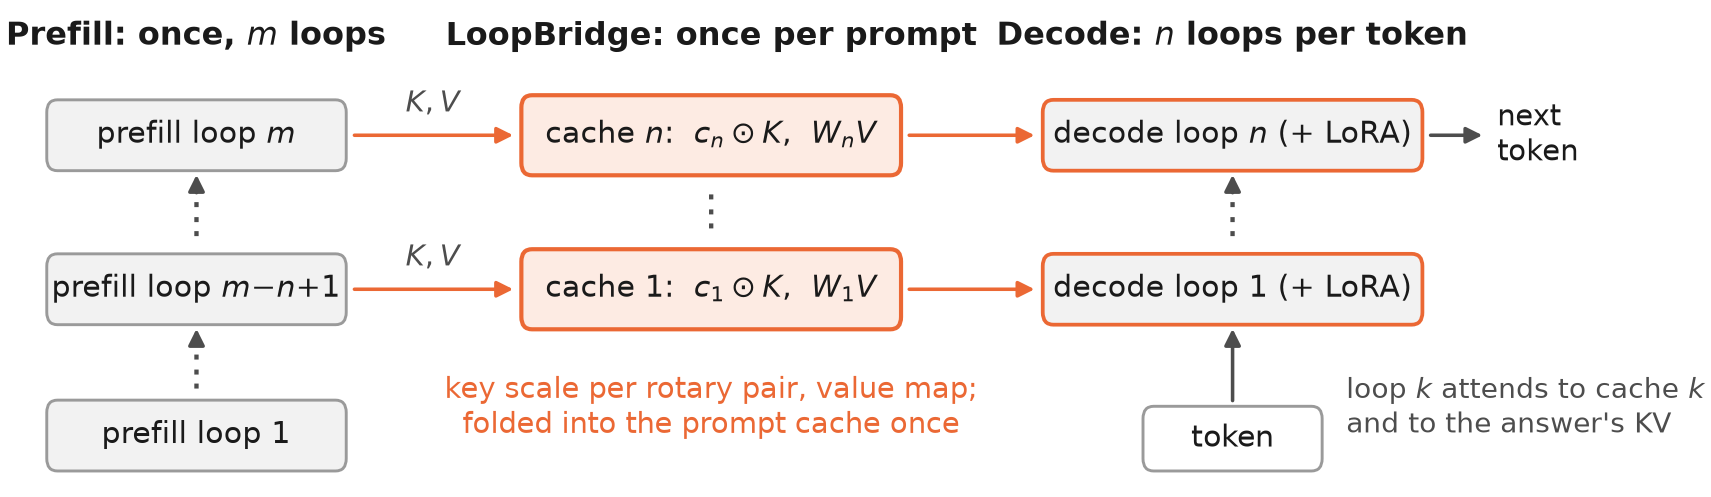 Prefill: once, m loops
LoopBridge: once per prompt
Decode: n loops per token
prefill loop m
K, V
cache n: cₙ ⊙ K, WₙV
decode loop n (+ LoRA)
next
token
⋮
prefill loop m−n+1
K, V
cache 1: c₁ ⊙ K, W₁V
decode loop 1 (+ LoRA)
key scale per rotary pair, value map;
folded into the prompt cache once
loop k attends to cache k
and to the answer's KV
prefill loop 1
token